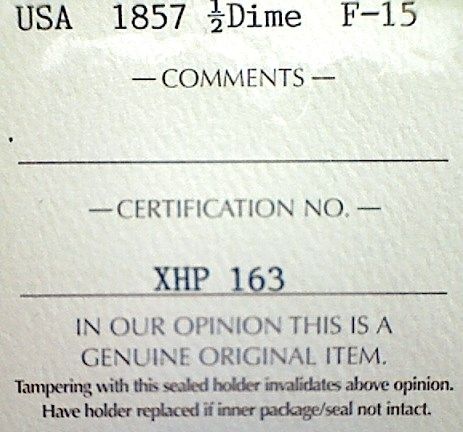 USA 1857 ½Dime F-15
— COMMENTS —
— CERTIFICATION NO. —
XHP 163
IN OUR OPINION THIS IS A
GENUINE ORIGINAL ITEM.
Tampering with this sealed holder invalidates above opinion.
Have holder replaced if inner package/seal not intact.